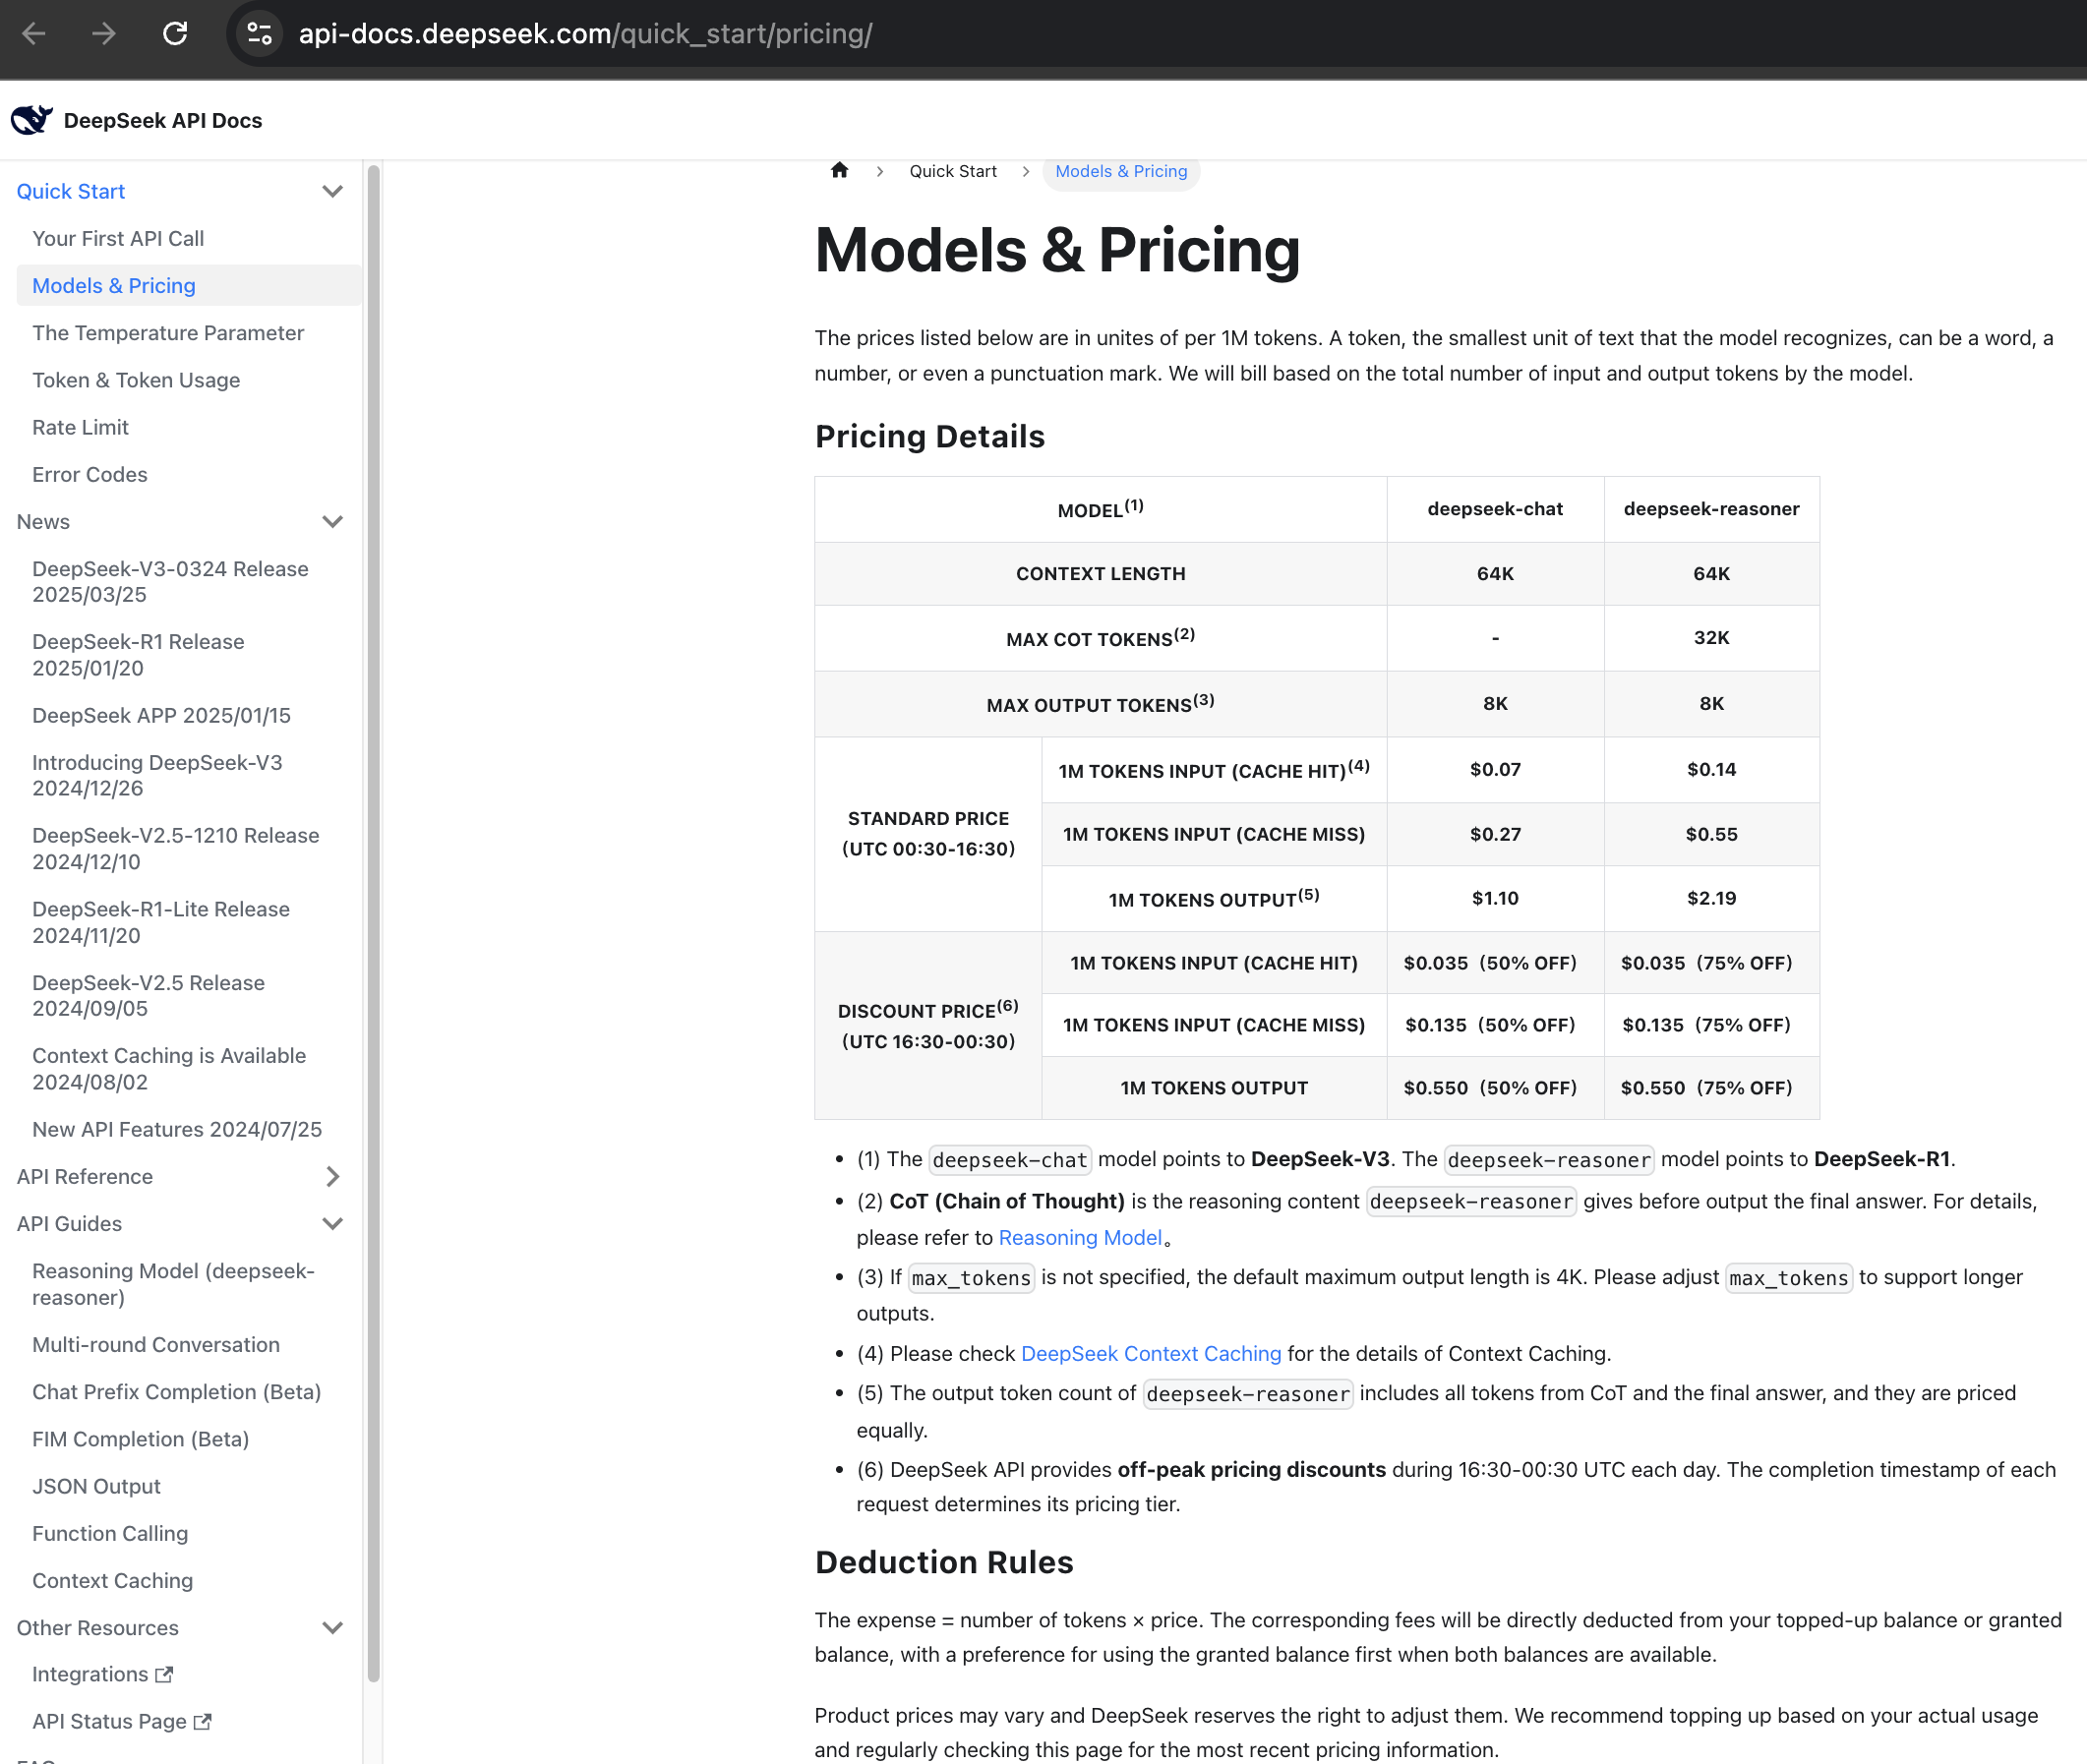 api-docs.deepseek.com/quick_start/pricing/
DeepSeek API Docs
Quick Start
Your First API Call
Models & Pricing
The Temperature Parameter
Token & Token Usage
Rate Limit
Error Codes
News
DeepSeek-V3-0324 Release
2025/03/25
DeepSeek-R1 Release
2025/01/20
DeepSeek APP 2025/01/15
Introducing DeepSeek-V3
2024/12/26
DeepSeek-V2.5-1210 Release
2024/12/10
DeepSeek-R1-Lite Release
2024/11/20
DeepSeek-V2.5 Release
2024/09/05
Context Caching is Available
2024/08/02
New API Features 2024/07/25
API Reference
API Guides
Reasoning Model (deepseek-
reasoner)
Multi-round Conversation
Chat Prefix Completion (Beta)
FIM Completion (Beta)
JSON Output
Function Calling
Context Caching
Other Resources
Integrations
API Status Page
Quick Start > Models & Pricing
Models & Pricing
The prices listed below are in unites of per 1M tokens. A token, the smallest unit of text that the model recognizes, can be a word, a
number, or even a punctuation mark. We will bill based on the total number of input and output tokens by the model.
Pricing Details
MODEL(1) deepseek-chat deepseek-reasoner
CONTEXT LENGTH 64K 64K
MAX COT TOKENS(2) - 32K
MAX OUTPUT TOKENS(3) 8K 8K
STANDARD PRICE
(UTC 00:30-16:30)
1M TOKENS INPUT (CACHE HIT)(4) $0.07 $0.14
1M TOKENS INPUT (CACHE MISS) $0.27 $0.55
1M TOKENS OUTPUT(5) $1.10 $2.19
DISCOUNT PRICE(6)
(UTC 16:30-00:30)
1M TOKENS INPUT (CACHE HIT) $0.035（50% OFF） $0.035（75% OFF）
1M TOKENS INPUT (CACHE MISS) $0.135（50% OFF） $0.135（75% OFF）
1M TOKENS OUTPUT $0.550（50% OFF） $0.550（75% OFF）
• (1) The deepseek-chat model points to DeepSeek-V3. The deepseek-reasoner model points to DeepSeek-R1.
• (2) CoT (Chain of Thought) is the reasoning content deepseek-reasoner gives before output the final answer. For details,
please refer to Reasoning Model。
• (3) If max_tokens is not specified, the default maximum output length is 4K. Please adjust max_tokens to support longer
outputs.
• (4) Please check DeepSeek Context Caching for the details of Context Caching.
• (5) The output token count of deepseek-reasoner includes all tokens from CoT and the final answer, and they are priced
equally.
• (6) DeepSeek API provides off-peak pricing discounts during 16:30-00:30 UTC each day. The completion timestamp of each
request determines its pricing tier.
Deduction Rules
The expense = number of tokens × price. The corresponding fees will be directly deducted from your topped-up balance or granted
balance, with a preference for using the granted balance first when both balances are available.
Product prices may vary and DeepSeek reserves the right to adjust them. We recommend topping up based on your actual usage
and regularly checking this page for the most recent pricing information.